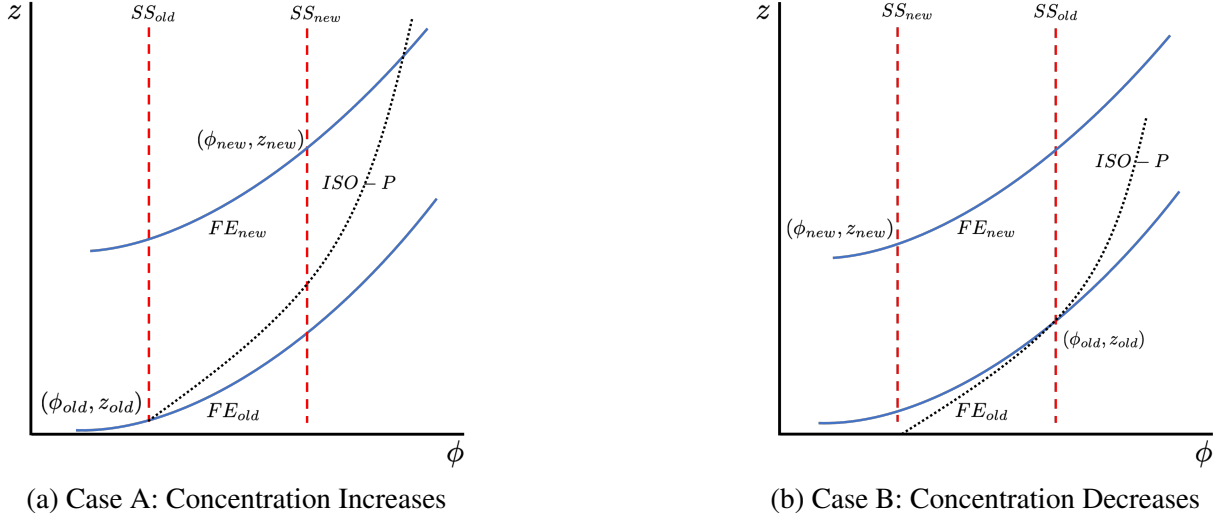 z
SS_old
SS_new
(ϕ_new, z_new)
ISO − P
FE_new
(ϕ_old, z_old)
FE_old
ϕ
(a) Case A: Concentration Increases
z
SS_new
SS_old
ISO − P
(ϕ_new, z_new)
FE_new
(ϕ_old, z_old)
FE_old
ϕ
(b) Case B: Concentration Decreases